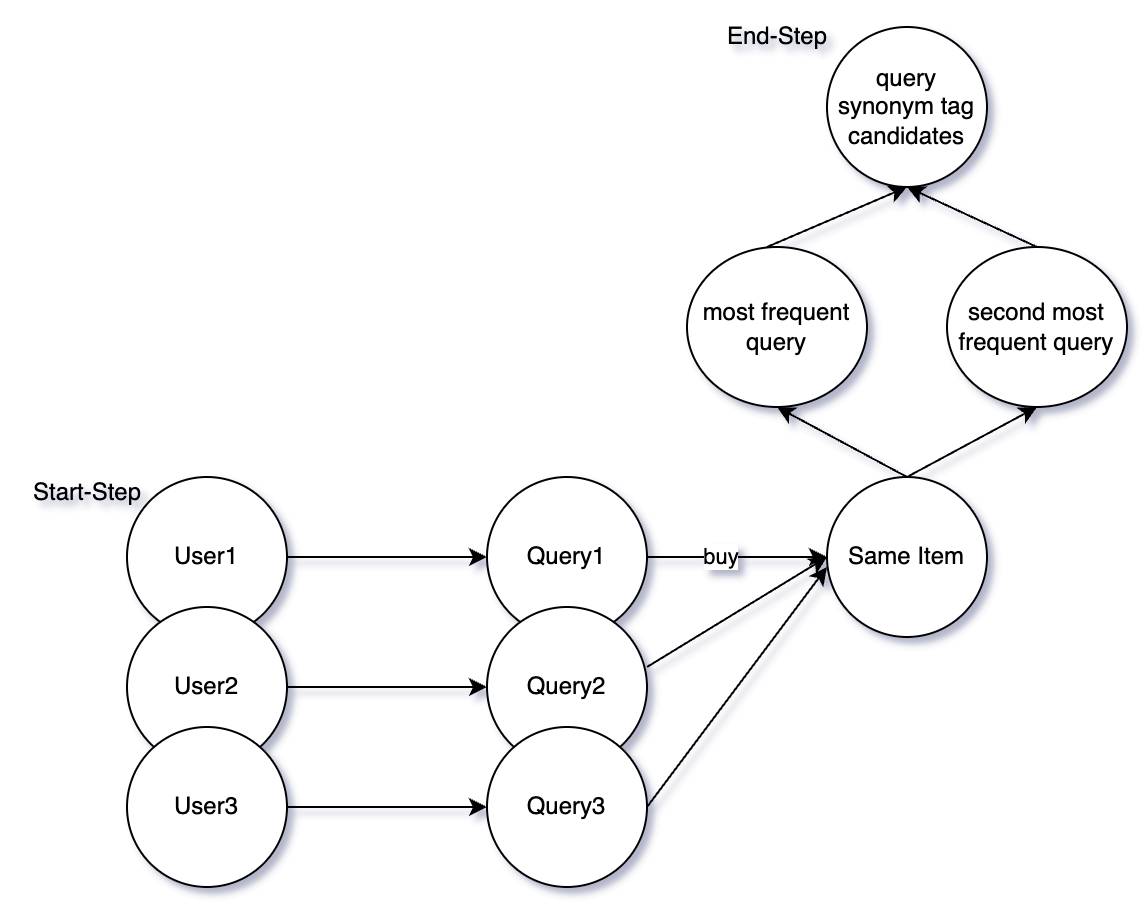 End-Step
query
synonym tag
candidates
most frequent
query
second most
frequent query
Start-Step
User1
Query1
buy
Same Item
User2
Query2
User3
Query3